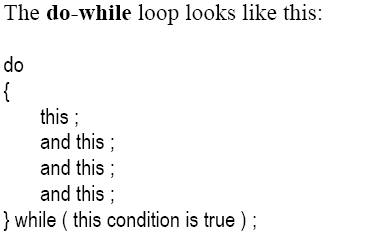 The do-while loop looks like this:
do
{
this ;
and this ;
and this ;
and this ;
} while ( this condition is true ) ;